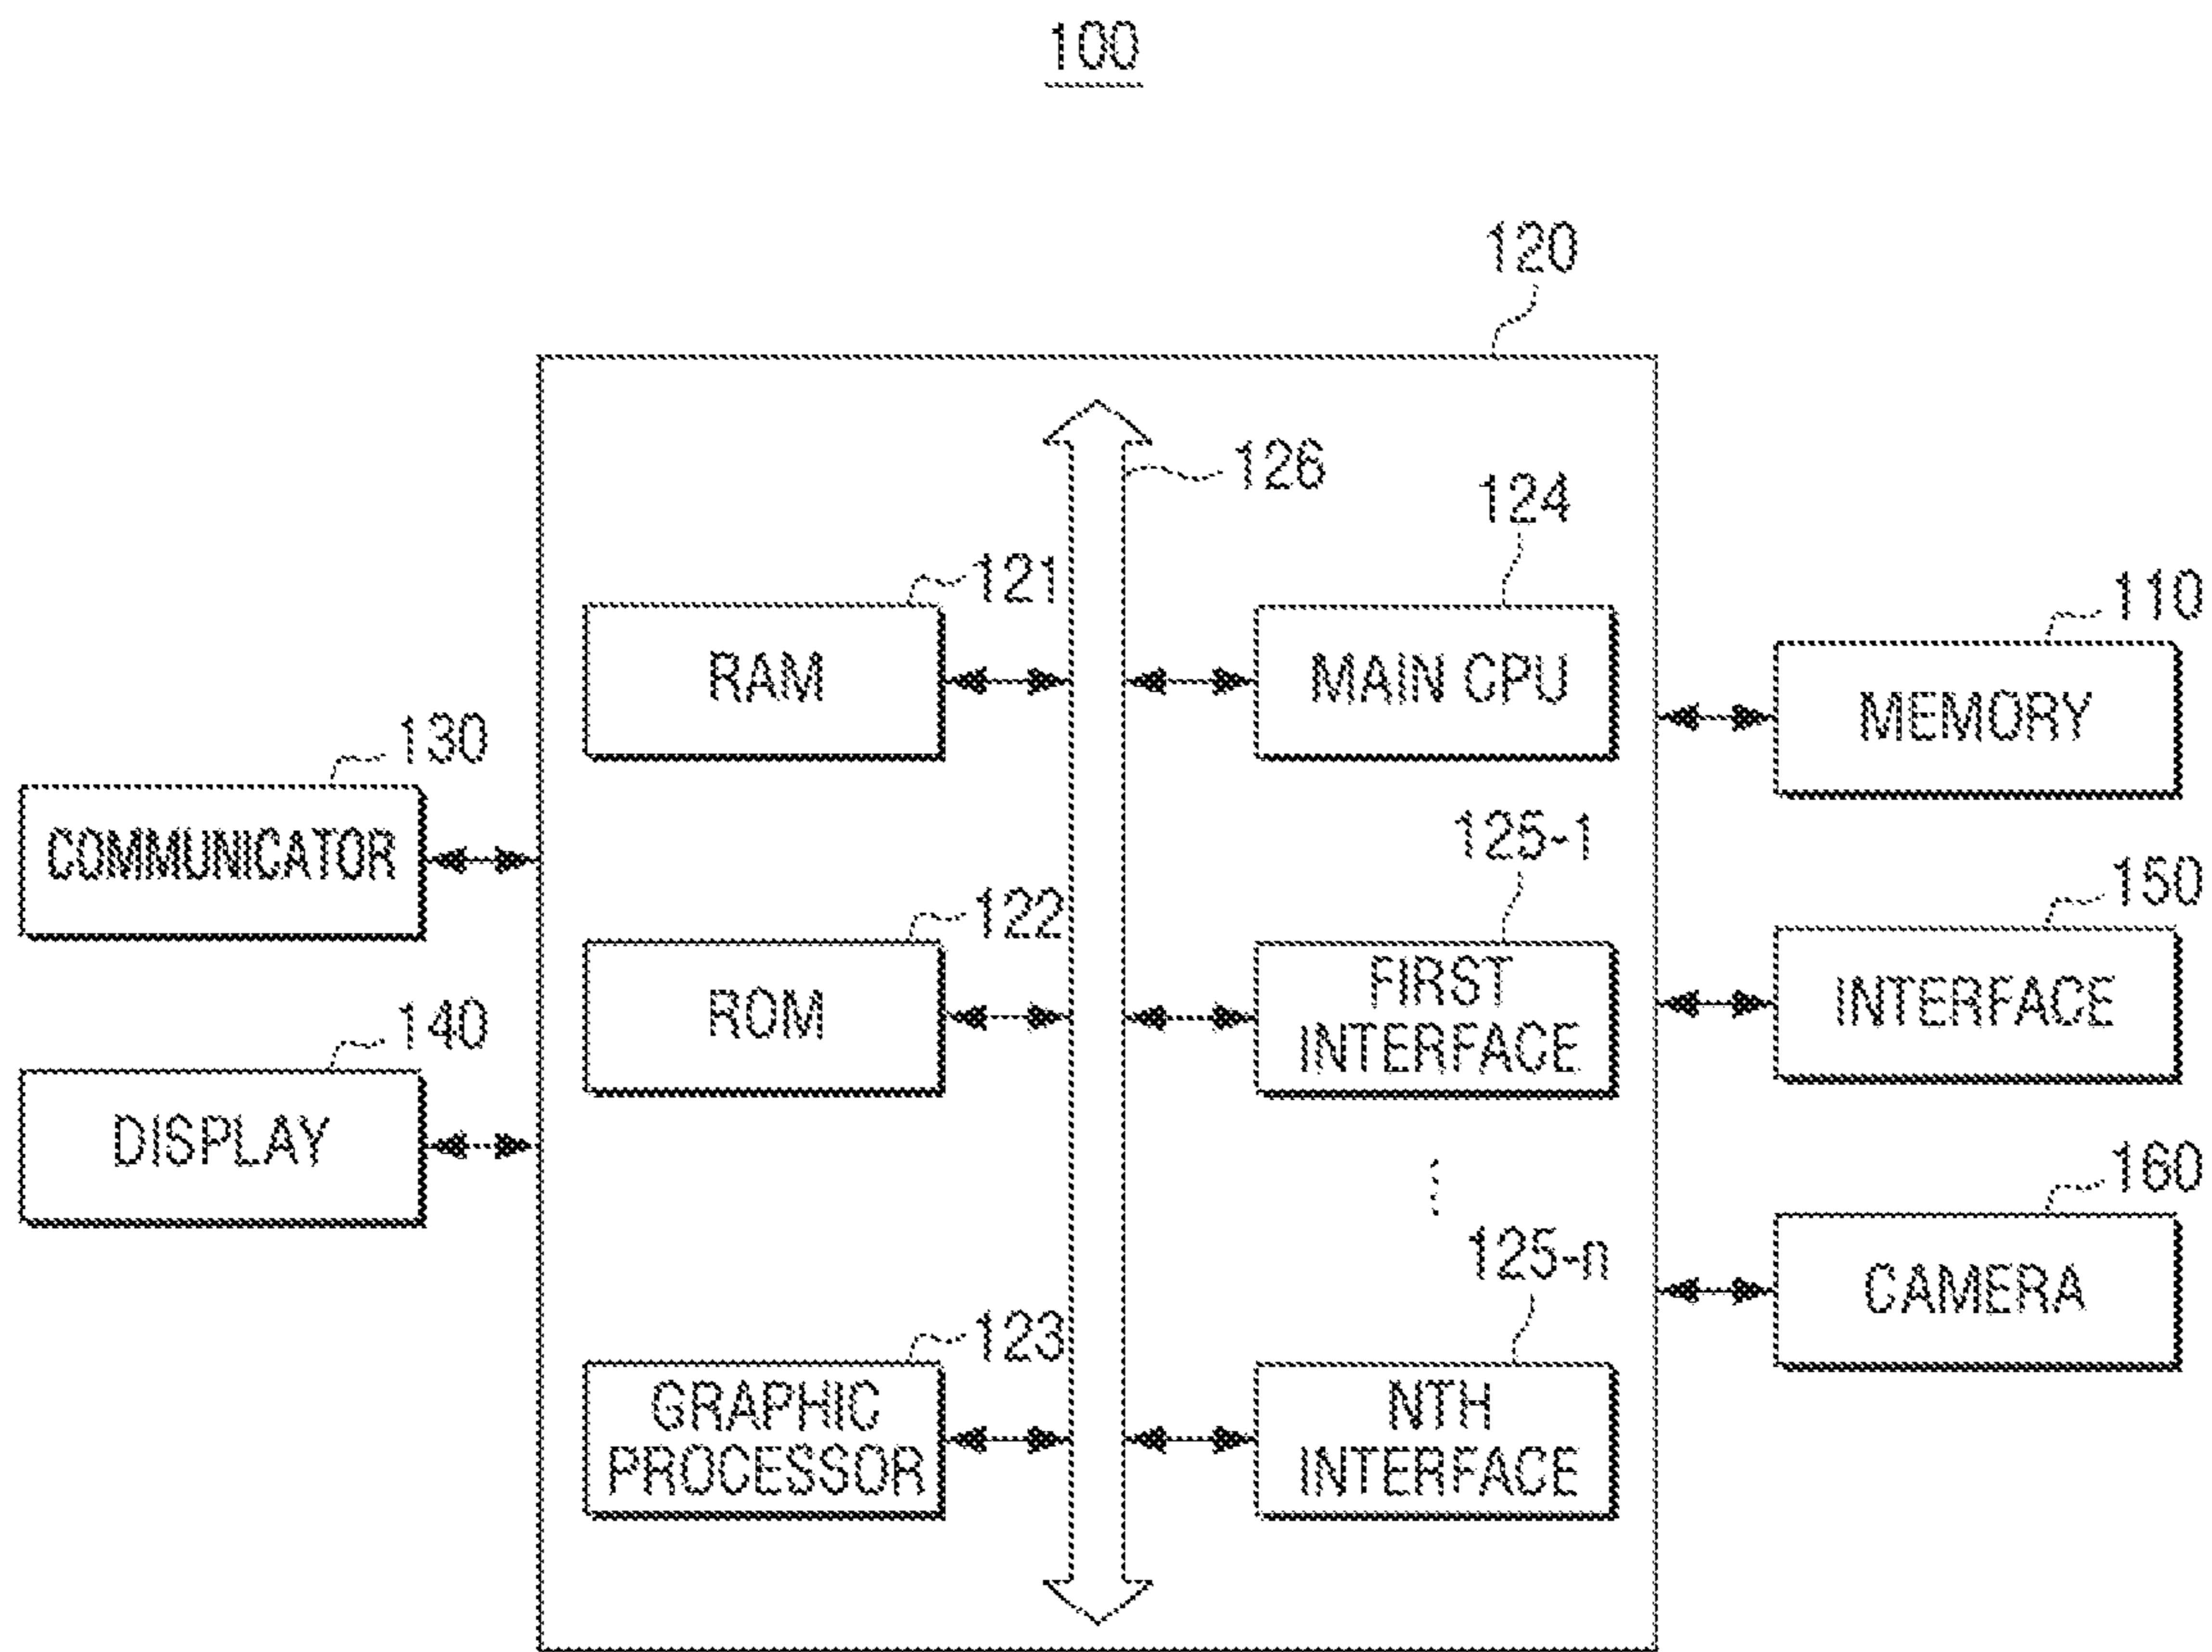 100
120
126
124
121
RAM
MAIN CPU
110
MEMORY
130
COMMUNICATOR
125-1
122
ROM
FIRST
INTERFACE
150
INTERFACE
140
DISPLAY
125-n
160
CAMERA
123
GRAPHIC
PROCESSOR
NTH
INTERFACE